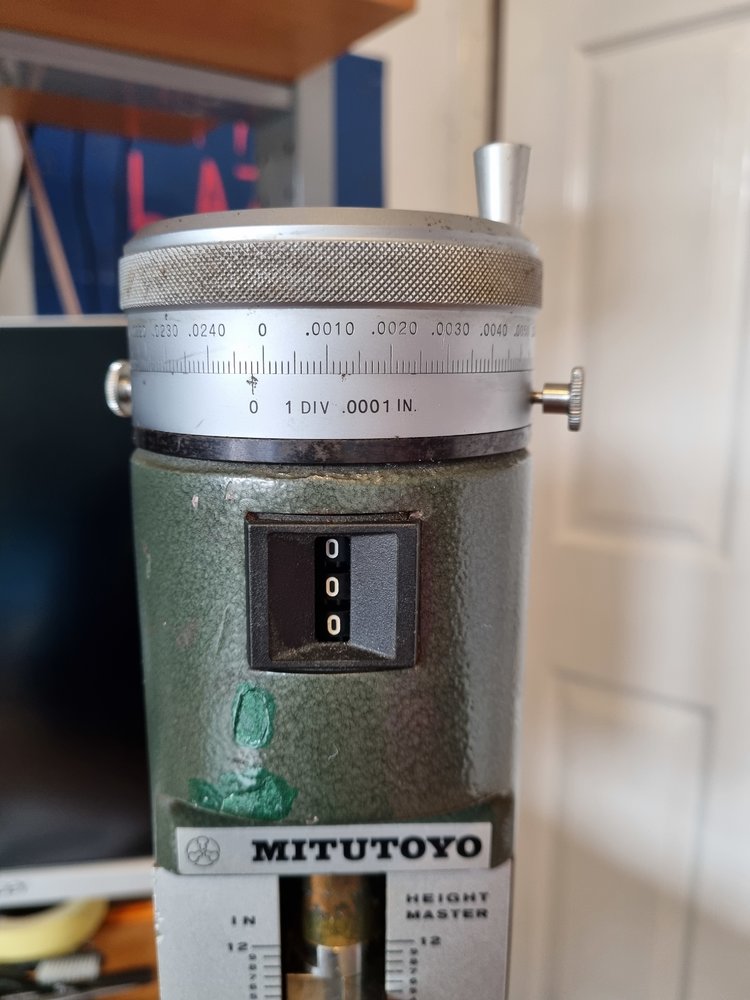 .0230 .0240 0 .0010 .0020 .0030 .0040
0 1 DIV .0001 IN.
0
0
0
MITUTOYO
HEIGHT
MASTER
IN
12 12